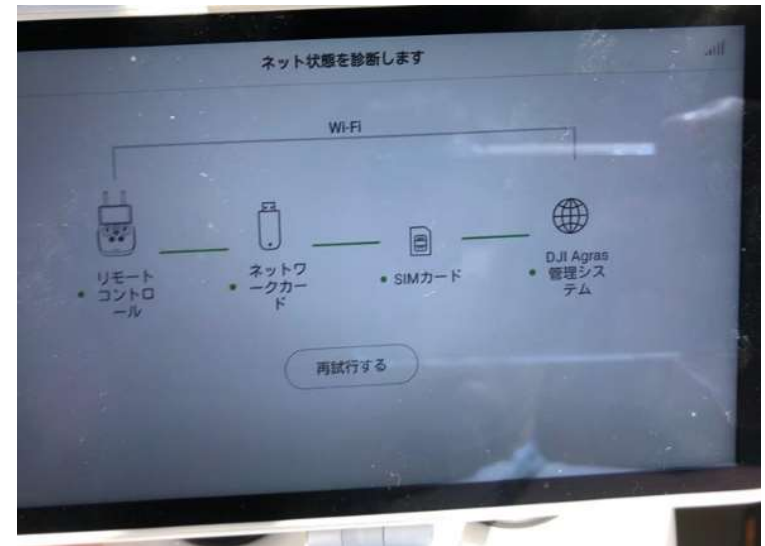 ネット状態を診断します
Wi-Fi
リモート
コントロ
ール
ネットワ
ークカー
ド
SIMカード
DJI Agras
管理シス
テム
再試行する